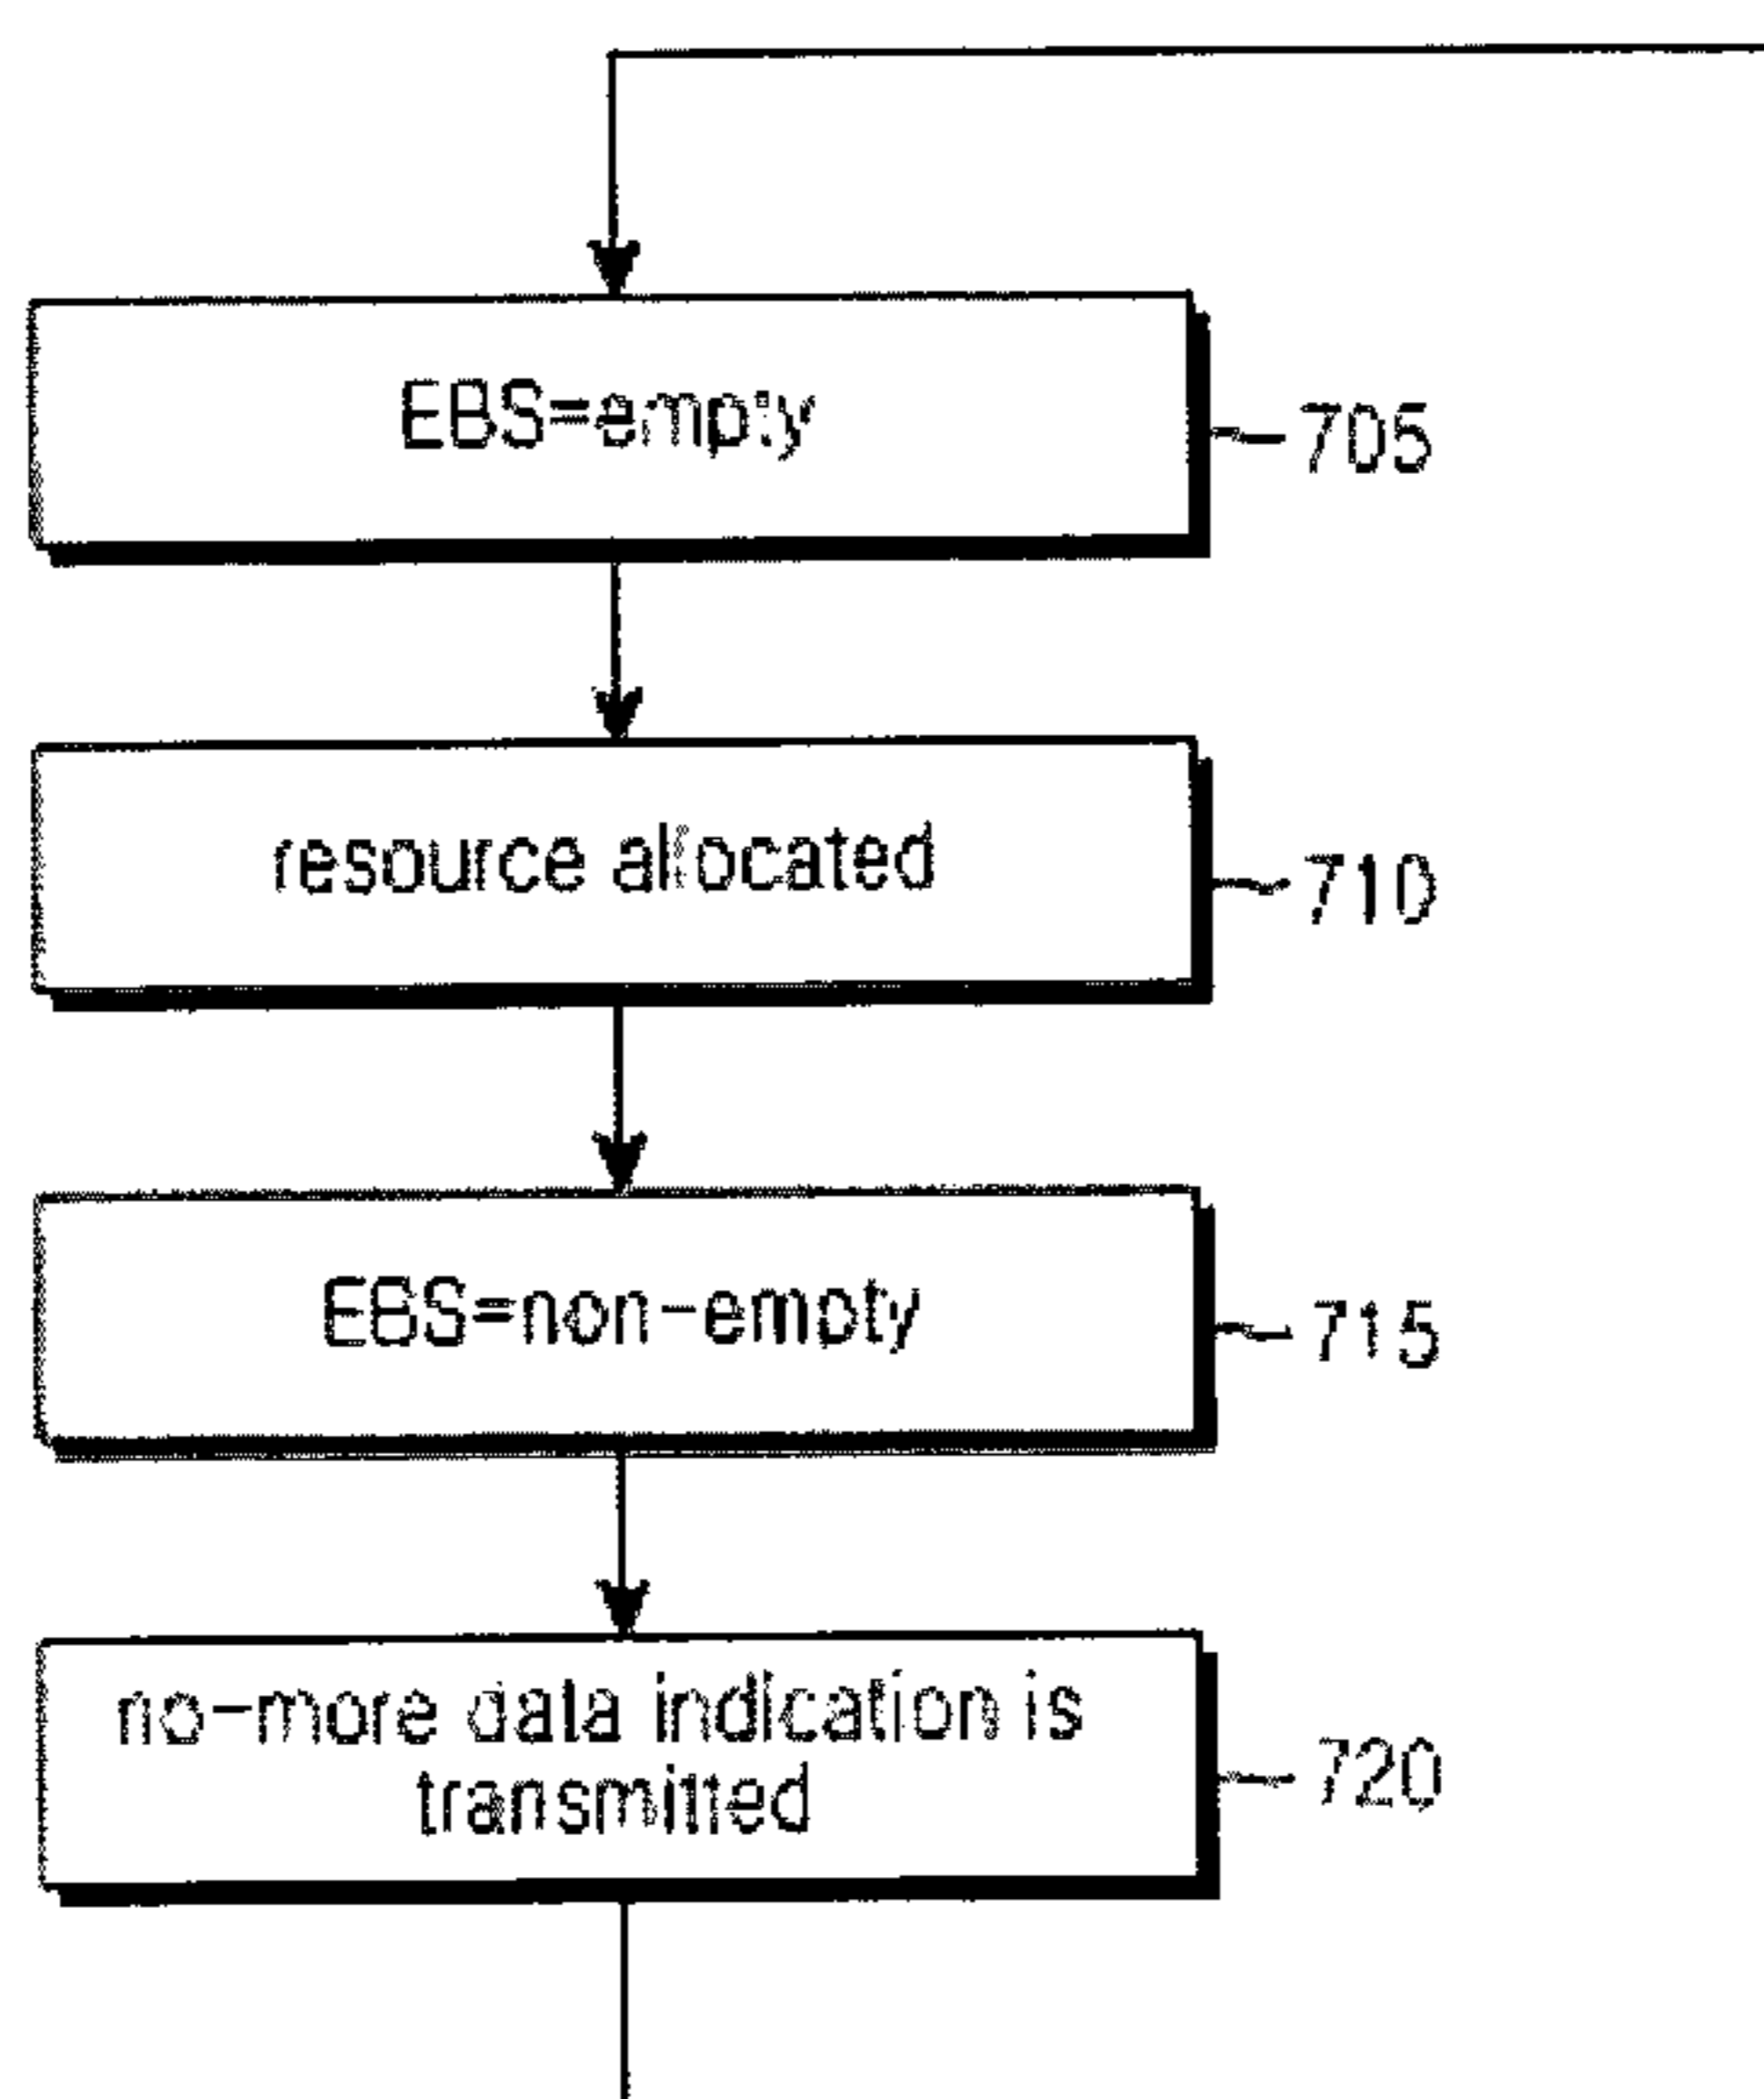 EBS=empty
705
resource allocated
710
EBS=non-empty
715
no-more data indication is
transmitted
720